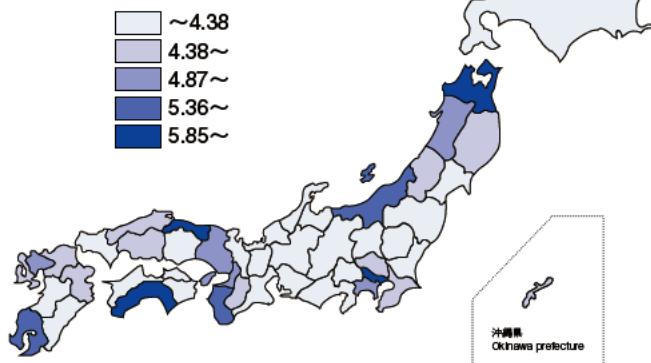 ～4.38
4.38～
4.87～
5.36～
5.85～
沖縄県
Okinawa prefecture